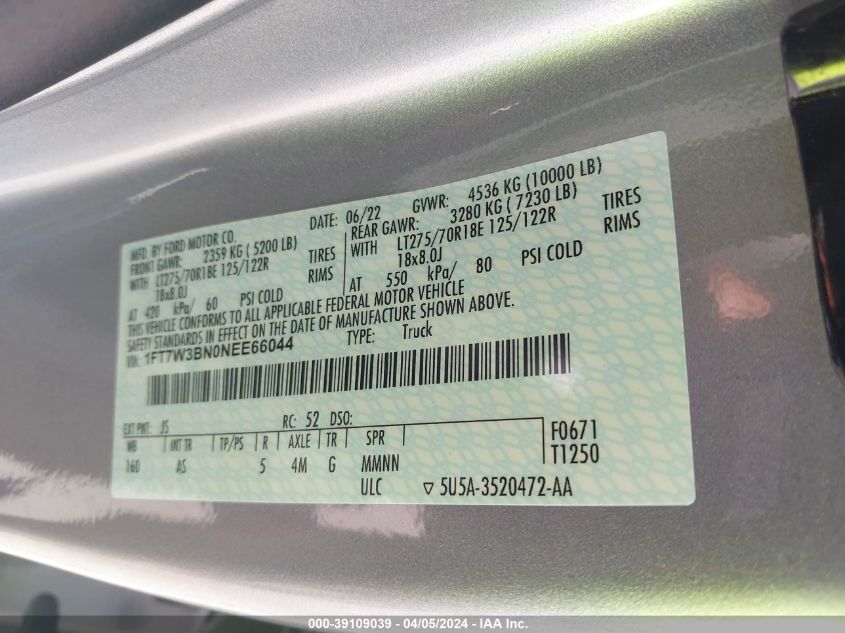 MFD. BY FORD MOTOR CO.
DATE: 06/22 GVWR: 4536 KG (10000 LB)
FRONT GAWR: 2359 KG ( 5200 LB)
REAR GAWR: 3280 KG ( 7230 LB)
WITH LT275/70R18E 125/122R TIRES
WITH LT275/70R18E 125/122R TIRES
18x8.0J RIMS
18x8.0J RIMS
AT 420 kPa/ 60 PSI COLD
AT 550 kPa/ 80 PSI COLD
THIS VEHICLE CONFORMS TO ALL APPLICABLE FEDERAL MOTOR VEHICLE
SAFETY STANDARDS IN EFFECT ON THE DATE OF MANUFACTURE SHOWN ABOVE.
VIN: 1FT7W3BN0NEE66044 TYPE: Truck
EXT PNT: JS RC: 52 DSO:
WB INT TR TP/PS R AXLE TR SPR
160 AS 5 4M G MMNN
ULC
F0671
T1250
▽ 5U5A-3520472-AA
000-39109039 - 04/05/2024 - IAA Inc.